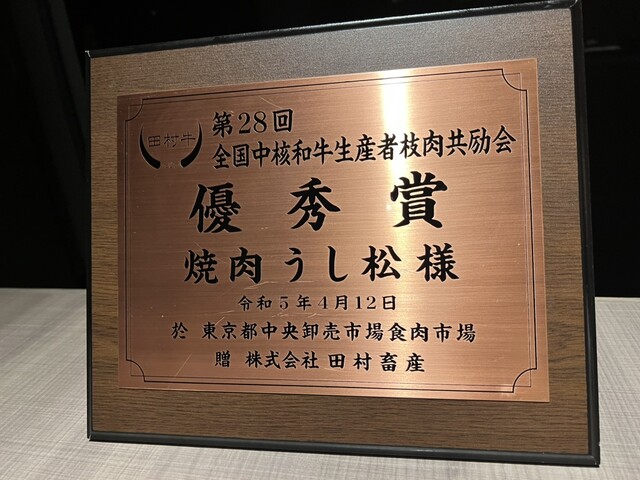 田村牛
第28回
全国中核和牛生産者枝肉共励会
優秀賞
焼肉うし松様
令和5年4月12日
於 東京都中央卸売市場食肉市場
贈 株式会社 田村畜産